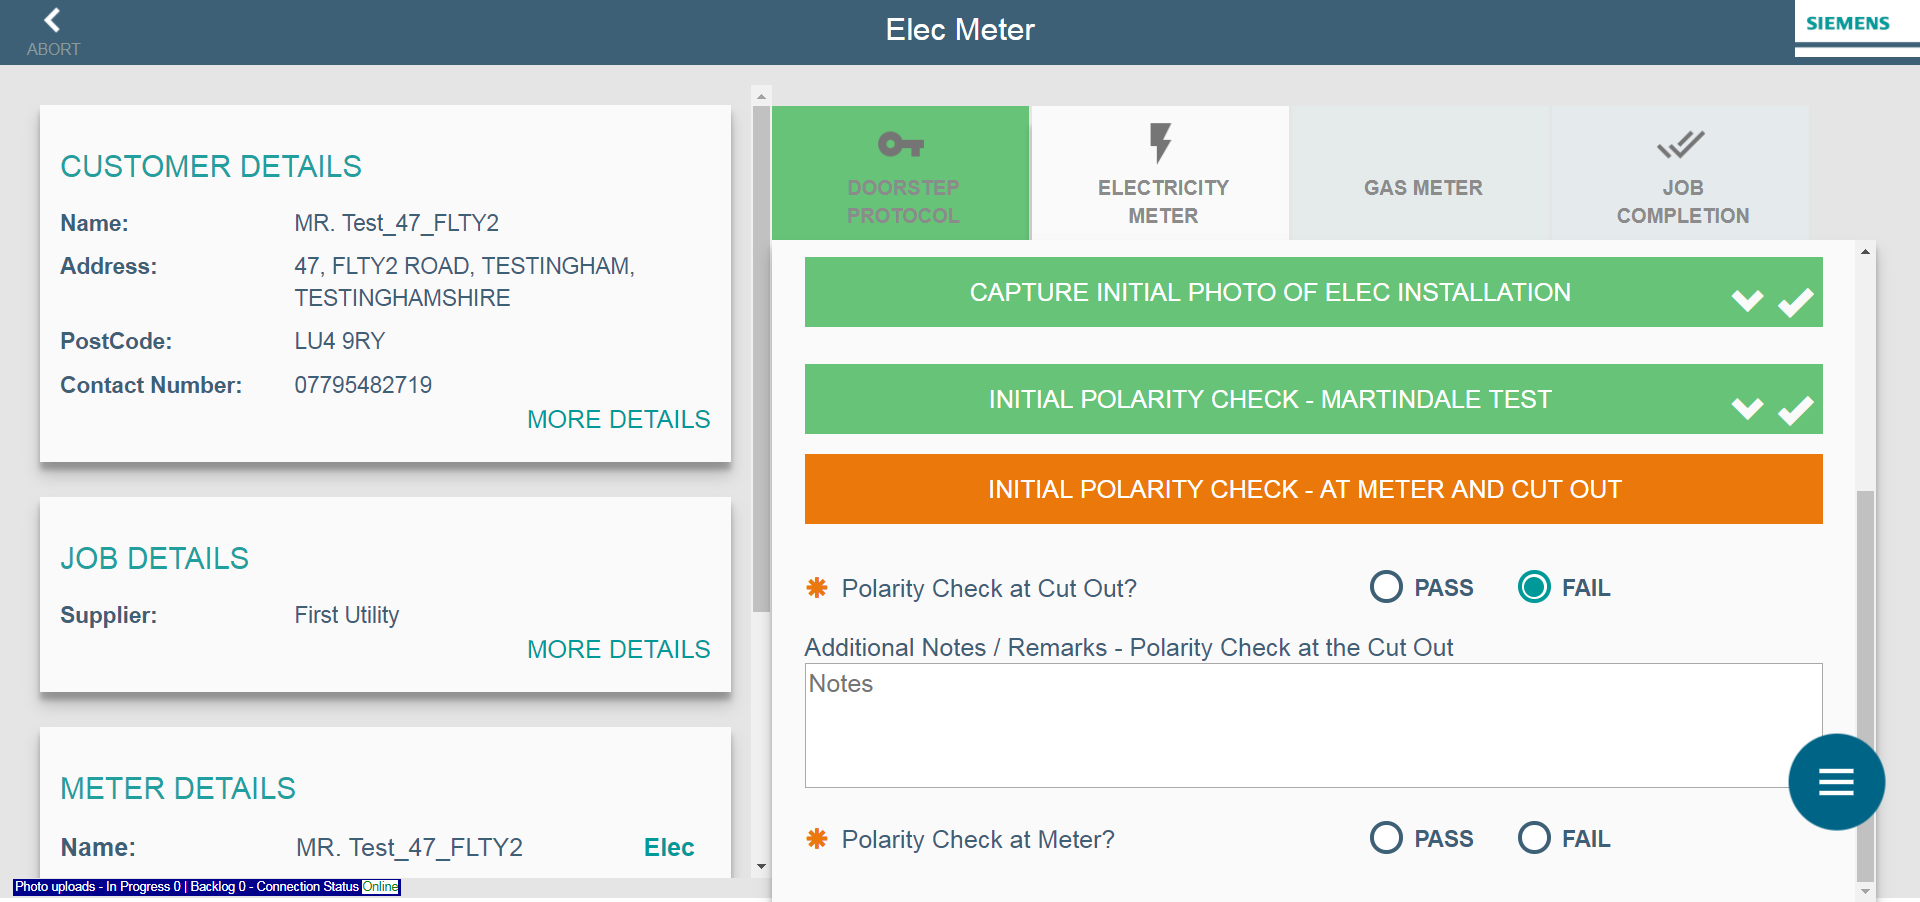 ABORT
Elec Meter
SIEMENS
CUSTOMER DETAILS
Name: MR. Test_47_FLTY2
Address: 47, FLTY2 ROAD, TESTINGHAM,
TESTINGHAMSHIRE
PostCode: LU4 9RY
Contact Number: 07795482719
MORE DETAILS
JOB DETAILS
Supplier: First Utility
MORE DETAILS
METER DETAILS
Name: MR. Test_47_FLTY2 Elec
Photo uploads - In Progress 0 | Backlog 0 - Connection Status Online
DOORSTEP
PROTOCOL
ELECTRICITY
METER
GAS METER
JOB
COMPLETION
CAPTURE INITIAL PHOTO OF ELEC INSTALLATION
INITIAL POLARITY CHECK - MARTINDALE TEST
INITIAL POLARITY CHECK - AT METER AND CUT OUT
✱ Polarity Check at Cut Out? PASS FAIL
Additional Notes / Remarks - Polarity Check at the Cut Out
Notes
✱ Polarity Check at Meter? PASS FAIL